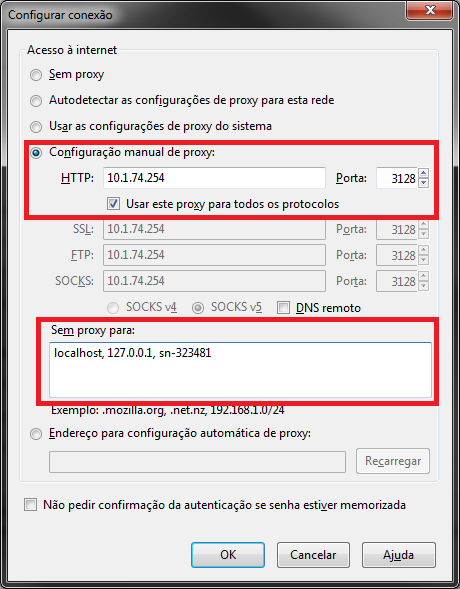 Configurar conexão
Acesso à internet
Sem proxy
Autodetectar as configurações de proxy para esta rede
Usar as configurações de proxy do sistema
Configuração manual de proxy:
HTTP: 10.1.74.254 Porta: 3128
Usar este proxy para todos os protocolos
SSL: 10.1.74.254 Porta: 3128
FTP: 10.1.74.254 Porta: 3128
SOCKS: 10.1.74.254 Porta: 3128
SOCKS v4 SOCKS v5 DNS remoto
Sem proxy para:
localhost, 127.0.0.1, sn-323481
Exemplo: .mozilla.org, .net.nz, 192.168.1.0/24
Endereço para configuração automática de proxy:
Recarregar
Não pedir confirmação da autenticação se senha estiver memorizada
OK Cancelar Ajuda